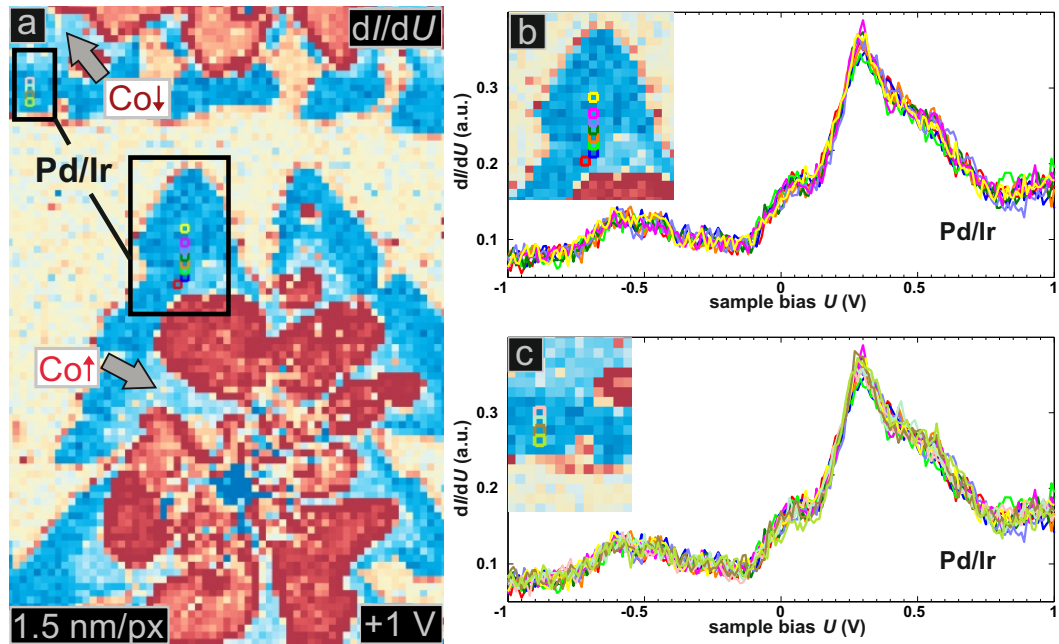 a
dI/dU
Co↓
Pd/Ir
Co↑
1.5 nm/px
+1 V
b
dI/dU (a.u.)
0.3
0.2
0.1
Pd/Ir
-1 -0.5 0 0.5 1
sample bias U (V)
c
dI/dU (a.u.)
0.3
0.2
0.1
Pd/Ir
-1 -0.5 0 0.5 1
sample bias U (V)